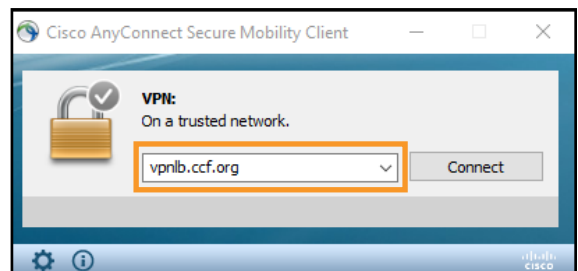 Cisco AnyConnect Secure Mobility Client
VPN:
On a trusted network.
vpnlb.ccf.org
Connect
cisco